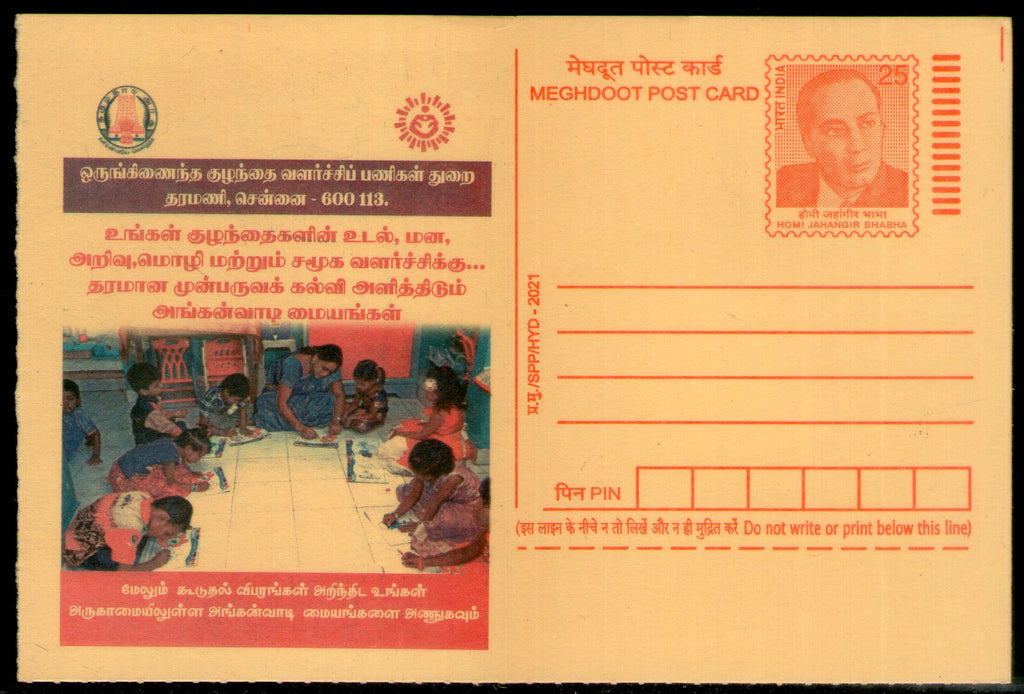 ஒருங்கிணைந்த குழந்தை வளர்ச்சிப் பணிகள் துறை
தரமணி, சென்னை - 600 113.
உங்கள் குழந்தைகளின் உடல், மன,
அறிவு,மொழி மற்றும் சமூக வளர்ச்சிக்கு...
தரமான முன்பருவக் கல்வி அளித்திடும்
அங்கன்வாடி மையங்கள்
மேலும் கூடுதல் விபரங்கள் அறிந்திட உங்கள்
அருகாமையிலுள்ள அங்கன்வாடி மையங்களை அணுகவும்
मेघदूत पोस्ट कार्ड
MEGHDOOT POST CARD
भारत INDIA
25
होमी जहांगीर भाभा
HOMI JAHANGIR BHABHA
प्र.मु./SPP/HYD - 2021
पिन PIN
(इस लाइन के नीचे न तो लिखें और न ही मुद्रित करें Do not write or print below this line)